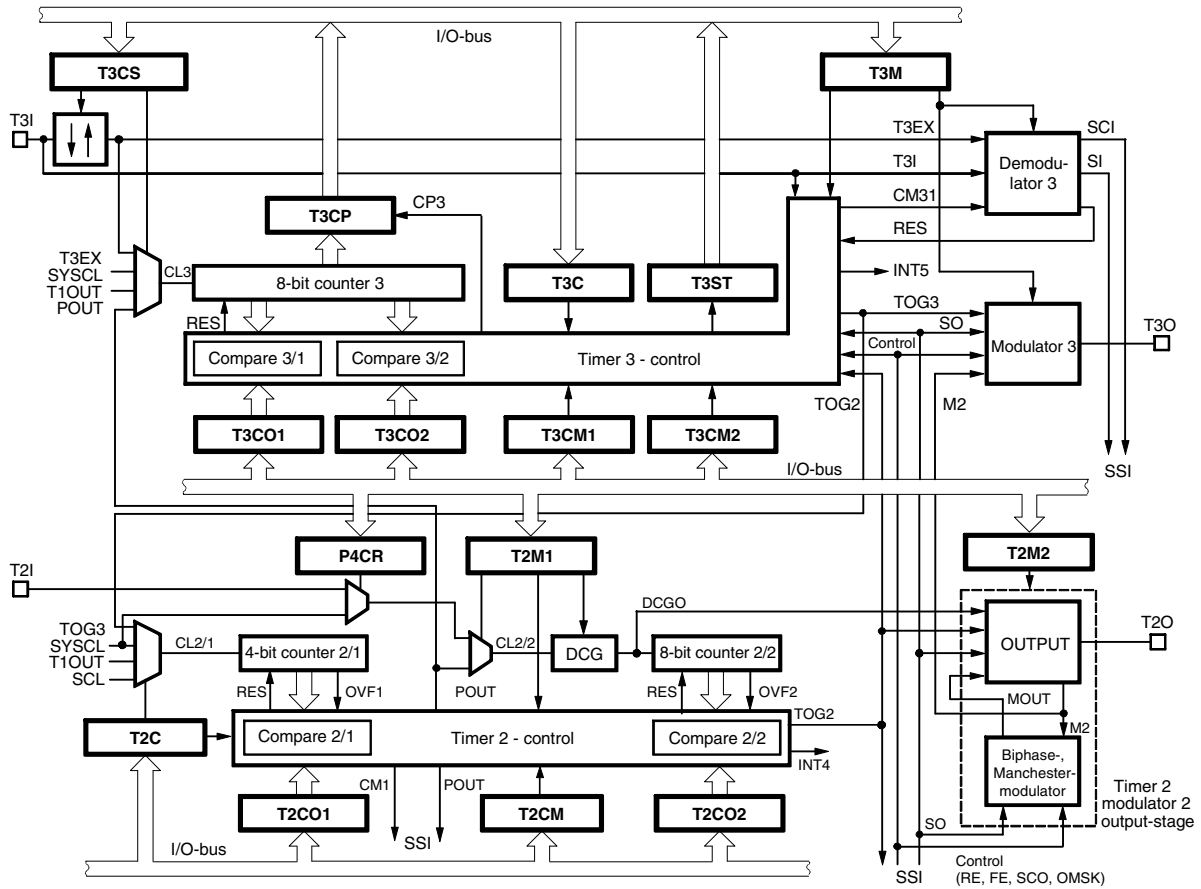 I/O-bus
T3CS
T3M
T3I
T3EX
SCI
Demodu-
lator 3
T3I
SI
CM31
CP3
T3CP
RES
T3EX
SYSCL
T1OUT
POUT
CL3
8-bit counter 3
T3C
T3ST
INT5
RES
TOG3
SO
Control
Modulator 3
T3O
Compare 3/1
Compare 3/2
Timer 3 - control
TOG2
M2
T3CO1
T3CO2
T3CM1
T3CM2
I/O-bus
SSI
P4CR
T2M1
T2M2
T2I
DCGO
TOG3
SYSCL
T1OUT
SCL
CL2/1
4-bit counter 2/1
CL2/2
DCG
8-bit counter 2/2
OUTPUT
T2O
RES
OVF1
POUT
RES
OVF2
MOUT
TOG2
M2
T2C
Compare 2/1
Timer 2 - control
Compare 2/2
INT4
Biphase-,
Manchester-
modulator
CM1
POUT
Timer 2
modulator 2
output-stage
T2CO1
T2CM
T2CO2
SSI
SO
I/O-bus
SSI
Control
(RE, FE, SCO, OMSK)